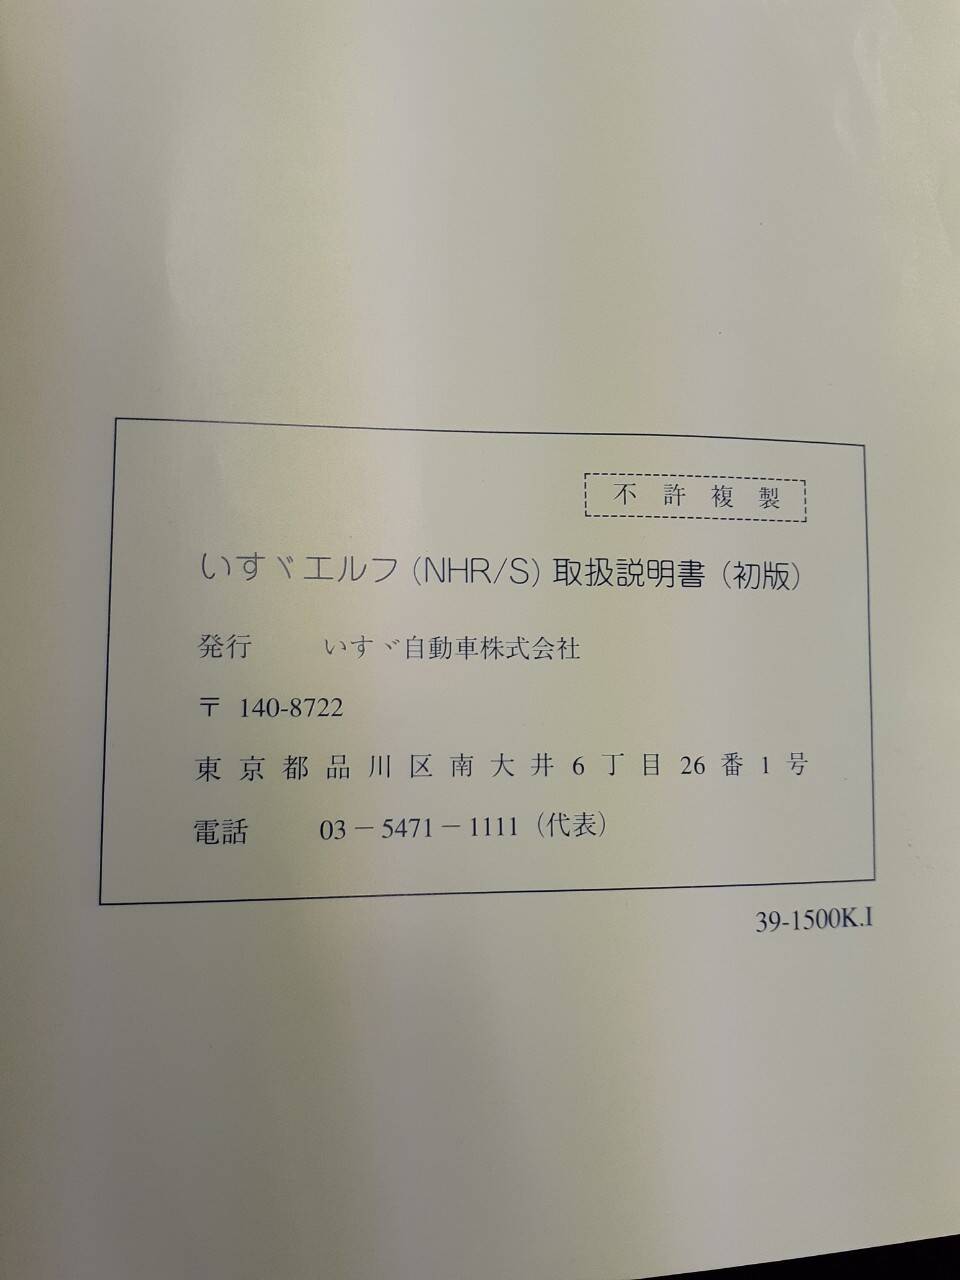 不許複製
いすゞエルフ(NHR/S)取扱説明書(初版)
発行 いすゞ自動車株式会社
〒 140-8722
東京都品川区南大井6丁目26番1号
電話 03－5471－1111(代表)
39-1500K.I